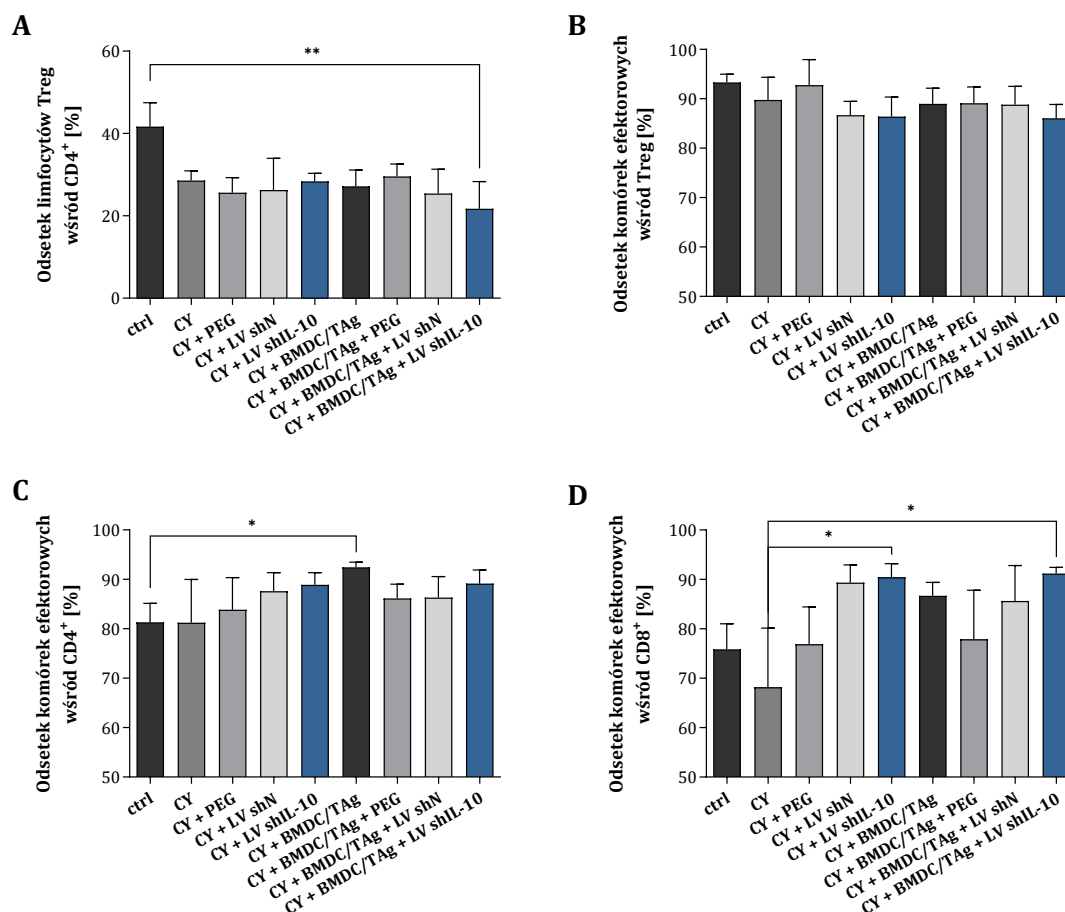 A
Odsetek limfocytów Treg
wśród CD4⁺ [%]
60
40
20
0
**
ctrl
CY
CY + PEG
CY + LV shN
CY + LV shIL-10
CY + BMDC/TAg
CY + BMDC/TAg + PEG
CY + BMDC/TAg + LV shN
CY + BMDC/TAg + LV shIL-10
B
Odsetek komórek efektorowych
wśród Treg [%]
100
90
80
70
60
50
ctrl
CY
CY + PEG
CY + LV shN
CY + LV shIL-10
CY + BMDC/TAg
CY + BMDC/TAg + PEG
CY + BMDC/TAg + LV shN
CY + BMDC/TAg + LV shIL-10
C
Odsetek komórek efektorowych
wśród CD4⁺ [%]
100
90
80
70
60
50
*
ctrl
CY
CY + PEG
CY + LV shN
CY + LV shIL-10
CY + BMDC/TAg
CY + BMDC/TAg + PEG
CY + BMDC/TAg + LV shN
CY + BMDC/TAg + LV shIL-10
D
Odsetek komórek efektorowych
wśród CD8⁺ [%]
100
90
80
70
60
50
*
*
ctrl
CY
CY + PEG
CY + LV shN
CY + LV shIL-10
CY + BMDC/TAg
CY + BMDC/TAg + PEG
CY + BMDC/TAg + LV shN
CY + BMDC/TAg + LV shIL-10